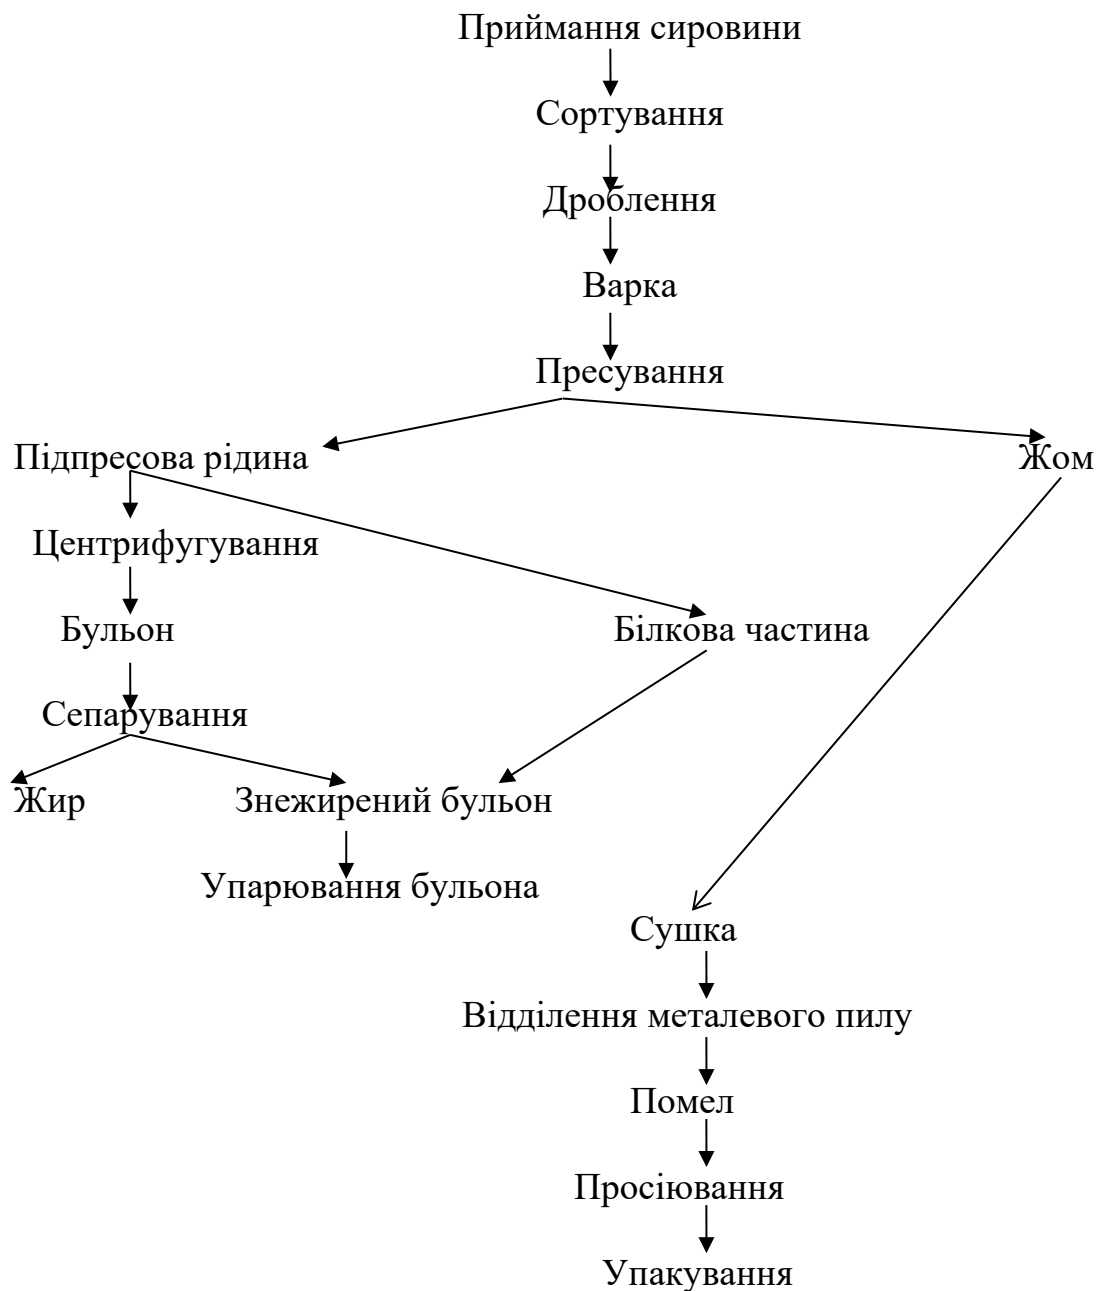 Приймання сировини
Сортування
Дроблення
Варка
Пресування
Підпресова рідина
Жом
Центрифугування
Бульон
Білкова частина
Сепарування
Жир
Знежирений бульон
Упарювання бульона
Сушка
Відділення металевого пилу
Помел
Просіювання
Упакування